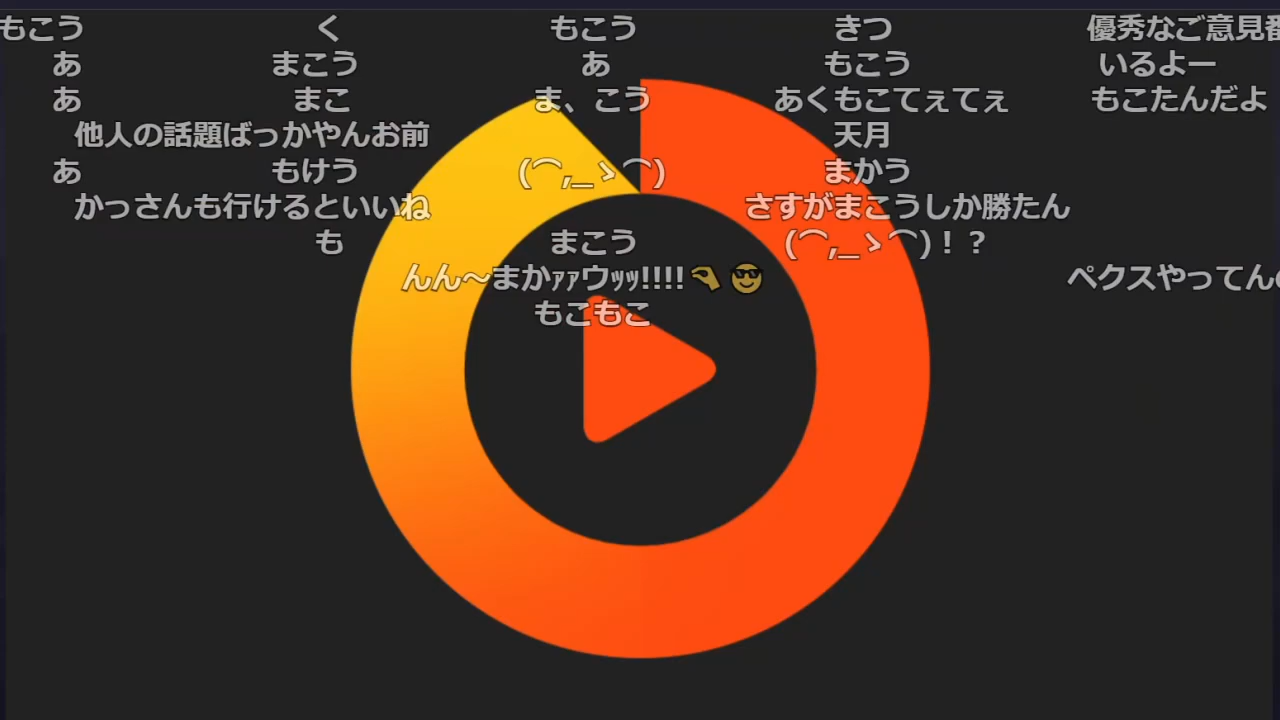 もこう く もこう きつ 優秀なご意見番
あ まこう あ もこう いるよー
あ まこ ま、こう あくもこてぇてぇ もこたんだよ
他人の話題ばっかやんお前 天月
あ もけう (⌒,_ゝ⌒) まかう
かっさんも行けるといいね さすがまこうしか勝たん
も まこう (⌒,_ゝ⌒)！？
んん～まかｧｧウｯｯ!!!!🤏😎 ペクスやってん
もこもこ